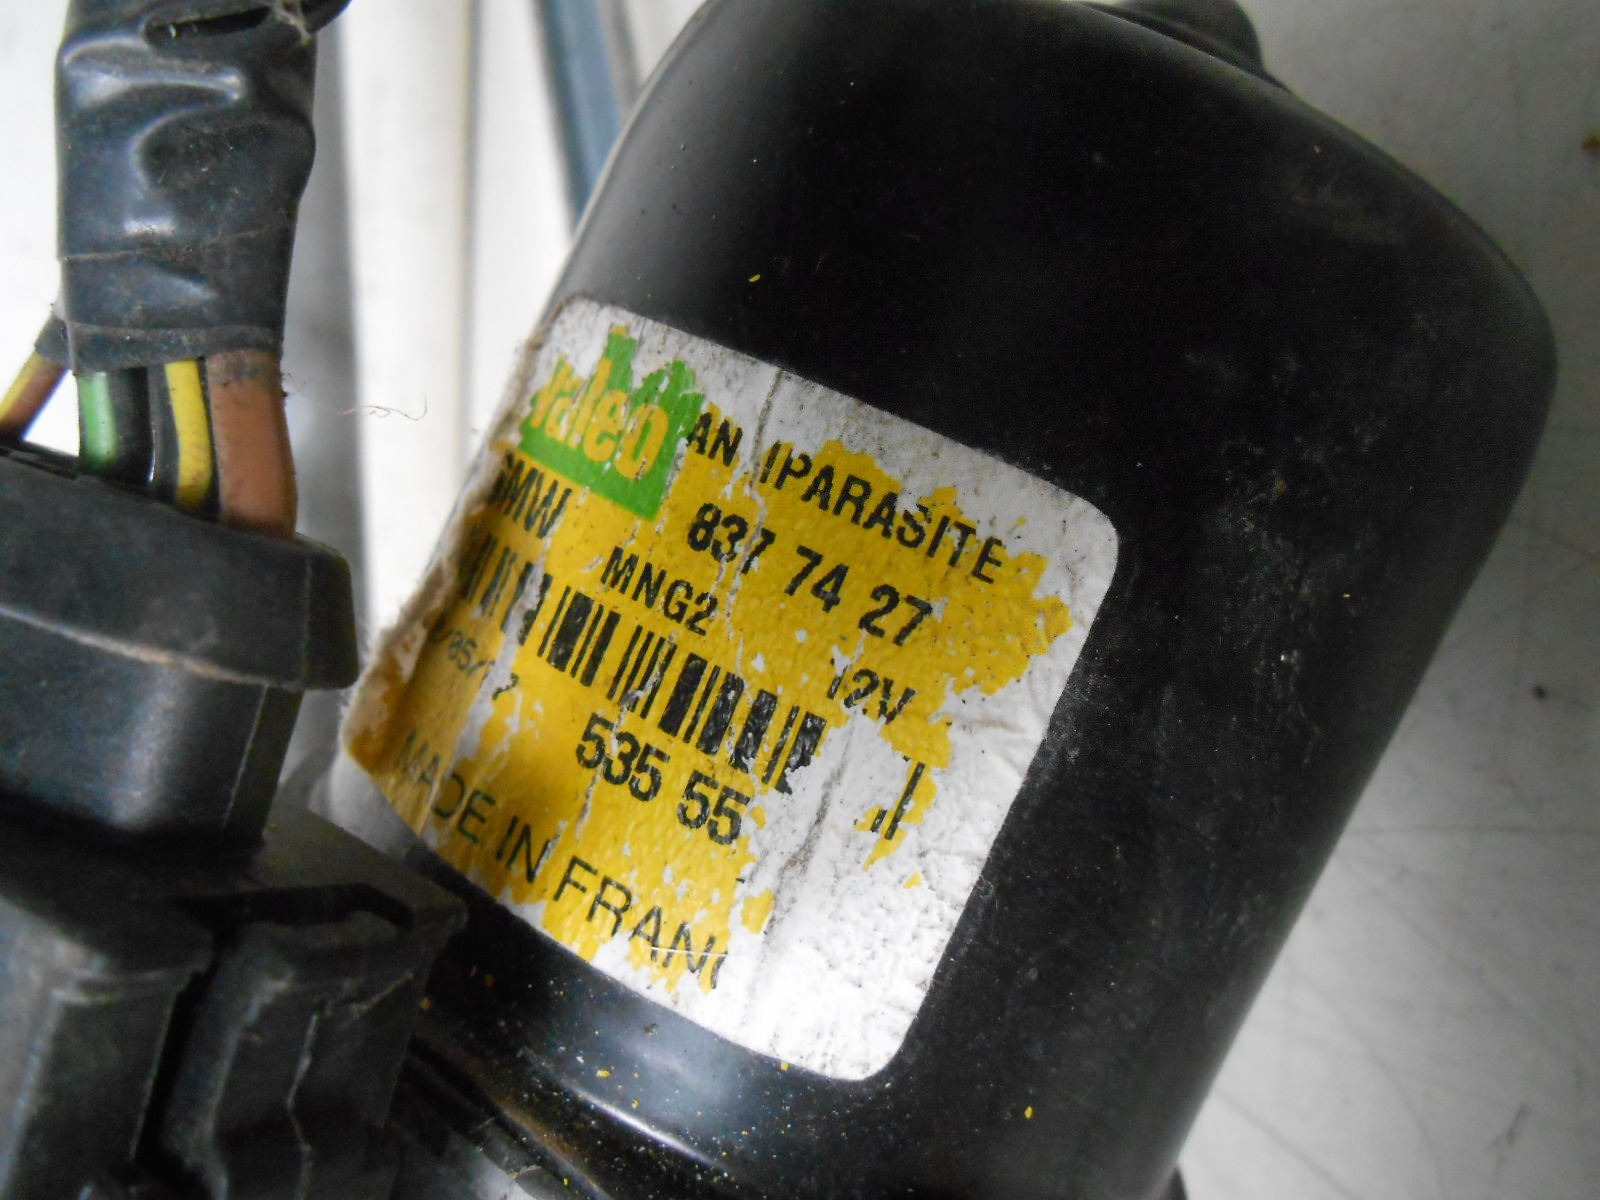 valeo
AN IPARASITE
BMW 837 74 27
MNG2 12V
535 55
MADE IN FRAN